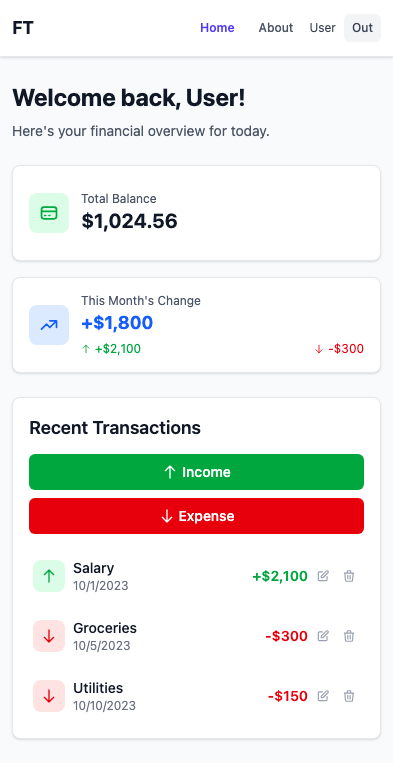 FT Home About User Out
Welcome back, User!
Here's your financial overview for today.
Total Balance
$1,024.56
This Month's Change
+$1,800
↑ +$2,100 ↓ -$300
Recent Transactions
↑ Income
↓ Expense
Salary
10/1/2023
+$2,100
Groceries
10/5/2023
-$300
Utilities
10/10/2023
-$150